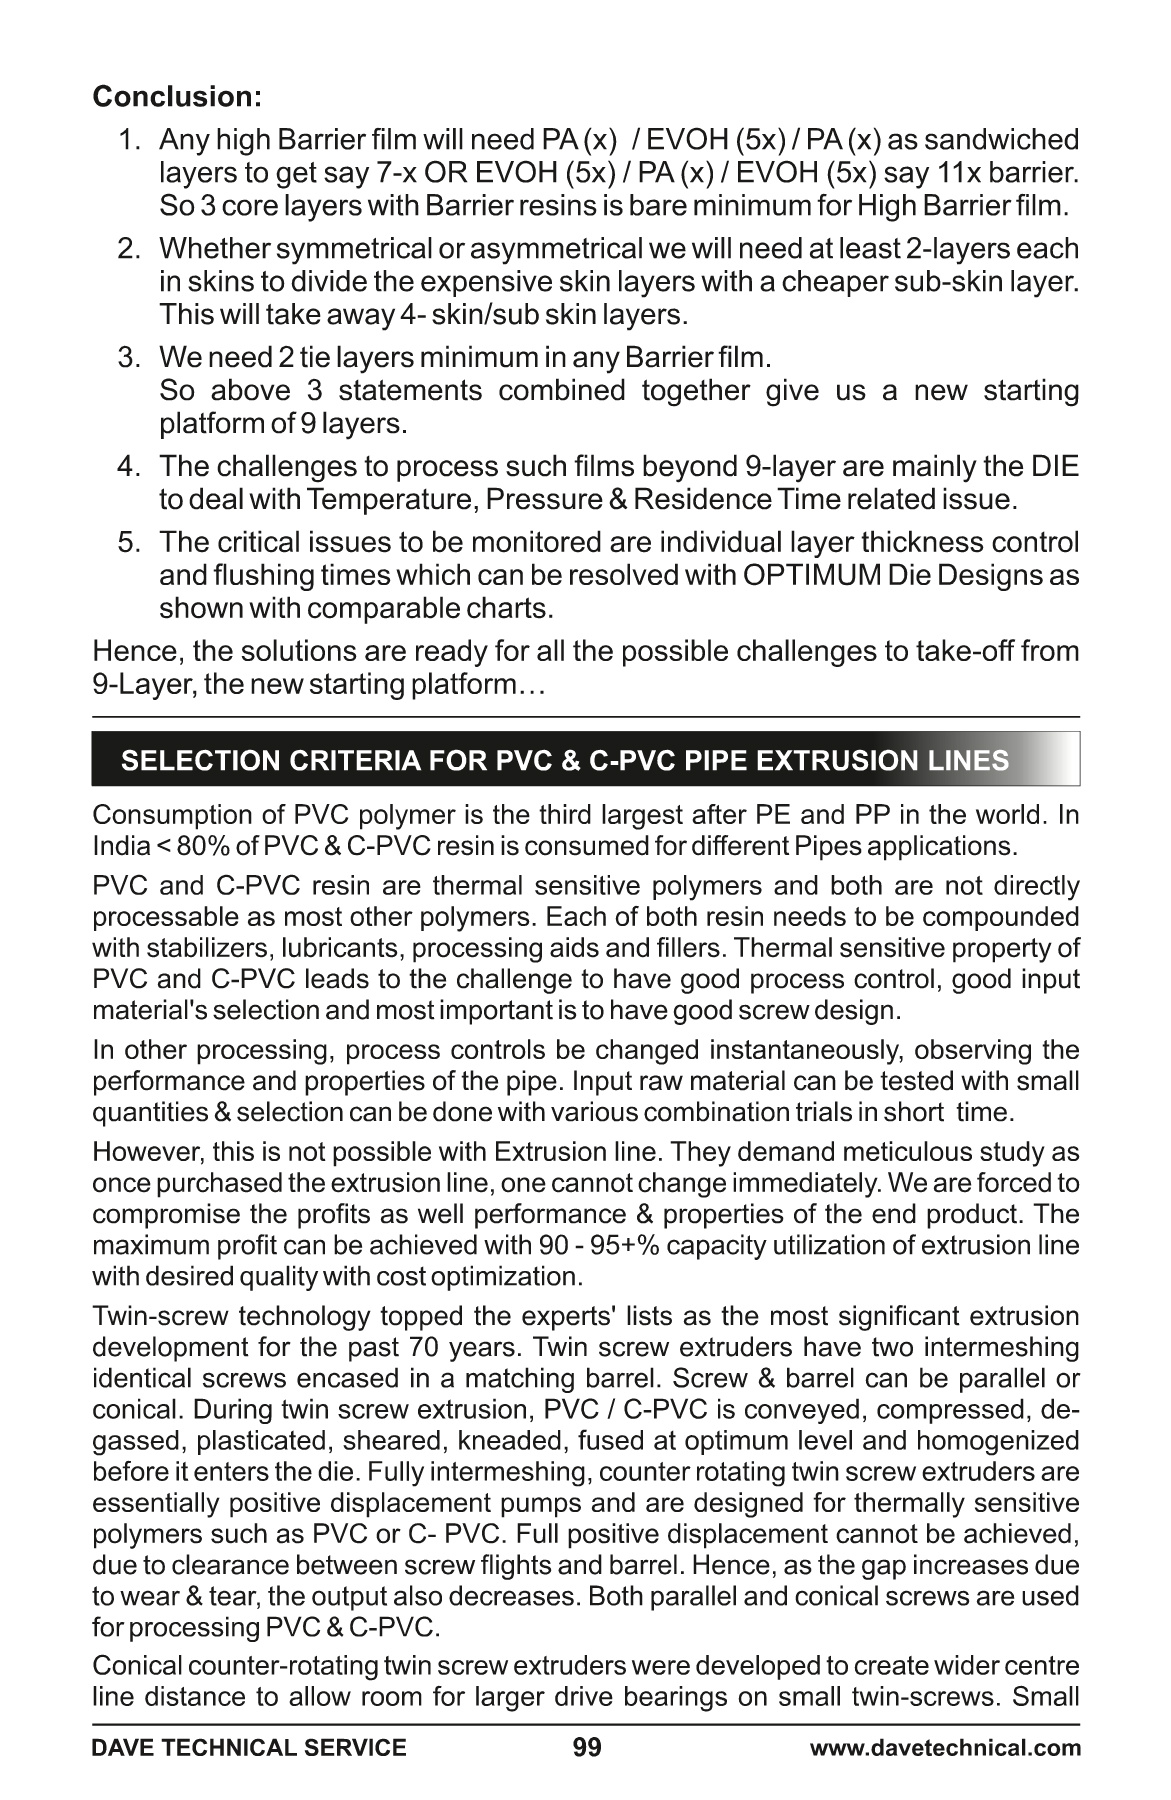 Conclusion:
1. Any high Barrier film will need PA (x) / EVOH (5x) / PA (x) as sandwiched
layers to get say 7-x OR EVOH (5x) / PA (x) / EVOH (5x) say 11x barrier.
So 3 core layers with Barrier resins is bare minimum for High Barrier film.
2. Whether symmetrical or asymmetrical we will need at least 2-layers each
in skins to divide the expensive skin layers with a cheaper sub-skin layer.
This will take away 4- skin/sub skin layers.
3. We need 2 tie layers minimum in any Barrier film.
So above 3 statements combined together give us a new starting
platform of 9 layers.
4. The challenges to process such films beyond 9-layer are mainly the DIE
to deal with Temperature, Pressure & Residence Time related issue.
5. The critical issues to be monitored are individual layer thickness control
and flushing times which can be resolved with OPTIMUM Die Designs as
shown with comparable charts.
Hence, the solutions are ready for all the possible challenges to take-off from
9-Layer, the new starting platform…
SELECTION CRITERIA FOR PVC & C-PVC PIPE EXTRUSION LINES
Consumption of PVC polymer is the third largest after PE and PP in the world. In
India < 80% of PVC & C-PVC resin is consumed for different Pipes applications.
PVC and C-PVC resin are thermal sensitive polymers and both are not directly
processable as most other polymers. Each of both resin needs to be compounded
with stabilizers, lubricants, processing aids and fillers. Thermal sensitive property of
PVC and C-PVC leads to the challenge to have good process control, good input
material's selection and most important is to have good screw design.
In other processing, process controls be changed instantaneously, observing the
performance and properties of the pipe. Input raw material can be tested with small
quantities & selection can be done with various combination trials in short time.
However, this is not possible with Extrusion line. They demand meticulous study as
once purchased the extrusion line, one cannot change immediately. We are forced to
compromise the profits as well performance & properties of the end product. The
maximum profit can be achieved with 90 - 95+% capacity utilization of extrusion line
with desired quality with cost optimization.
Twin-screw technology topped the experts' lists as the most significant extrusion
development for the past 70 years. Twin screw extruders have two intermeshing
identical screws encased in a matching barrel. Screw & barrel can be parallel or
conical. During twin screw extrusion, PVC / C-PVC is conveyed, compressed, de-
gassed, plasticated, sheared, kneaded, fused at optimum level and homogenized
before it enters the die. Fully intermeshing, counter rotating twin screw extruders are
essentially positive displacement pumps and are designed for thermally sensitive
polymers such as PVC or C- PVC. Full positive displacement cannot be achieved,
due to clearance between screw flights and barrel. Hence, as the gap increases due
to wear & tear, the output also decreases. Both parallel and conical screws are used
for processing PVC & C-PVC.
Conical counter-rotating twin screw extruders were developed to create wider centre
line distance to allow room for larger drive bearings on small twin-screws. Small
DAVE TECHNICAL SERVICE 99 www.davetechnical.com